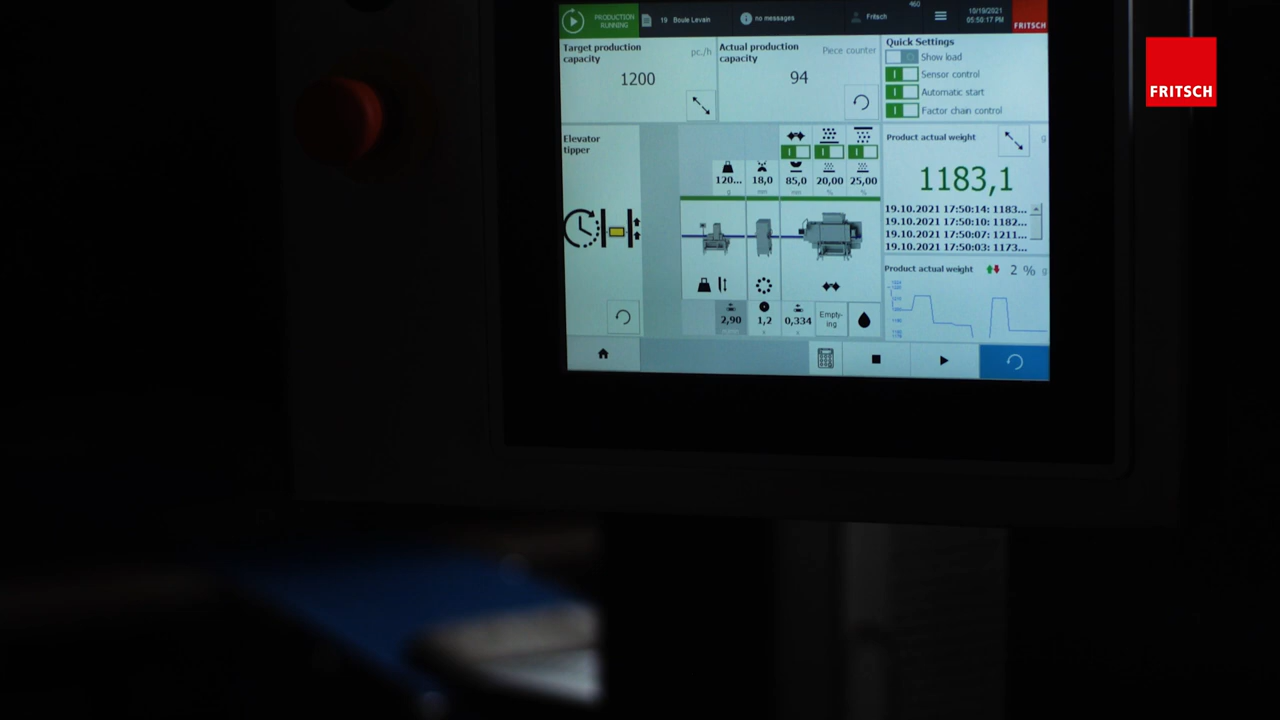 PRODUCTION RUNNING
19 Boule Levain
no messages
Fritsch
460
10/19/2021
05:50:17 PM
FRITSCH
Target production capacity
pc./h
1200
Actual production capacity
Piece counter
94
Quick Settings
Show load
Sensor control
Automatic start
Factor chain control
FRITSCH
Elevator tipper
120...
g
18,0
mm
85,0
mm
20,00
%
25,00
%
Product actual weight
g
1183,1
19.10.2021 17:50:14: 1183...
19.10.2021 17:50:10: 1182...
19.10.2021 17:50:07: 1211...
19.10.2021 17:50:03: 1173...
Product actual weight
2 %
g
2,90
1,2
x
0,334
x
Empty-
ing